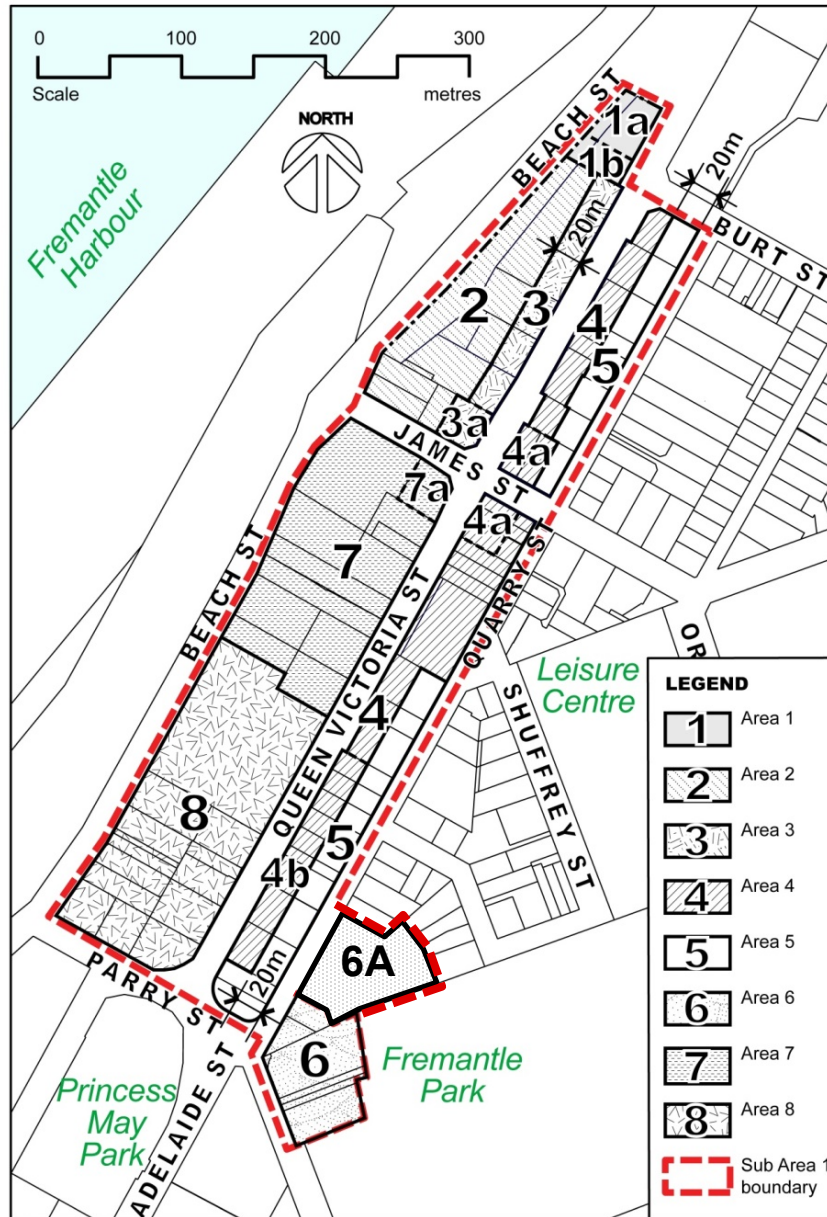 0 100 200 300
Scale metres
NORTH
Fremantle
Harbour
BEACH ST
1a
1b
20m
20m
BURT ST
2
3
4
5
3a
JAMES ST
4a
7a
4a
7
BEACH ST
QUEEN VICTORIA ST
QUARRY ST
OR
Leisure
Centre
SHUFFREY ST
4
8
5
4b
6A
20m
PARRY ST
6
Fremantle
Park
Princess
May
Park
ADELAIDE ST
LEGEND
1 Area 1
2 Area 2
3 Area 3
4 Area 4
5 Area 5
6 Area 6
7 Area 7
8 Area 8
Sub Area 1
boundary